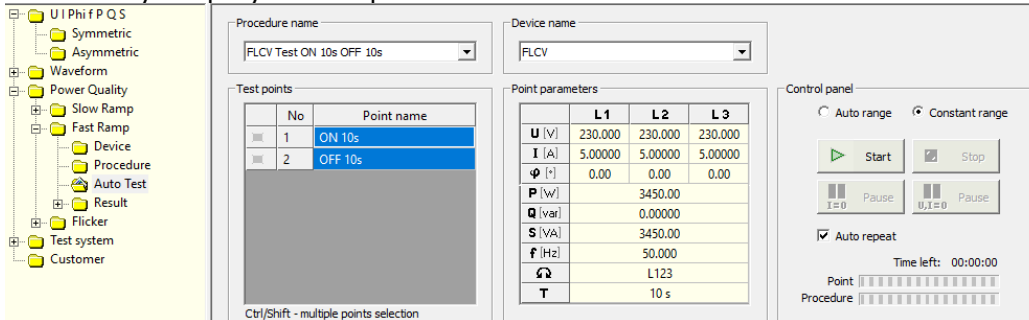 U I Phi f P Q S
Symmetric
Asymmetric
Waveform
Power Quality
Slow Ramp
Fast Ramp
Device
Procedure
Auto Test
Result
Flicker
Test system
Customer
Procedure name
FLCV Test ON 10s OFF 10s
Device name
FLCV
Test points
No Point name
1 ON 10s
2 OFF 10s
Ctrl/Shift - multiple points selection
Point parameters
L1 L2 L3
U [V] 230.000 230.000 230.000
I [A] 5.00000 5.00000 5.00000
φ [°] 0.00 0.00 0.00
P [W] 3450.00
Q [var] 0.00000
S [VA] 3450.00
f [Hz] 50.000
L123
T 10 s
Control panel
Auto range Constant range
Start Stop
I=0 Pause U,I=0 Pause
Auto repeat
Time left: 00:00:00
Point
Procedure